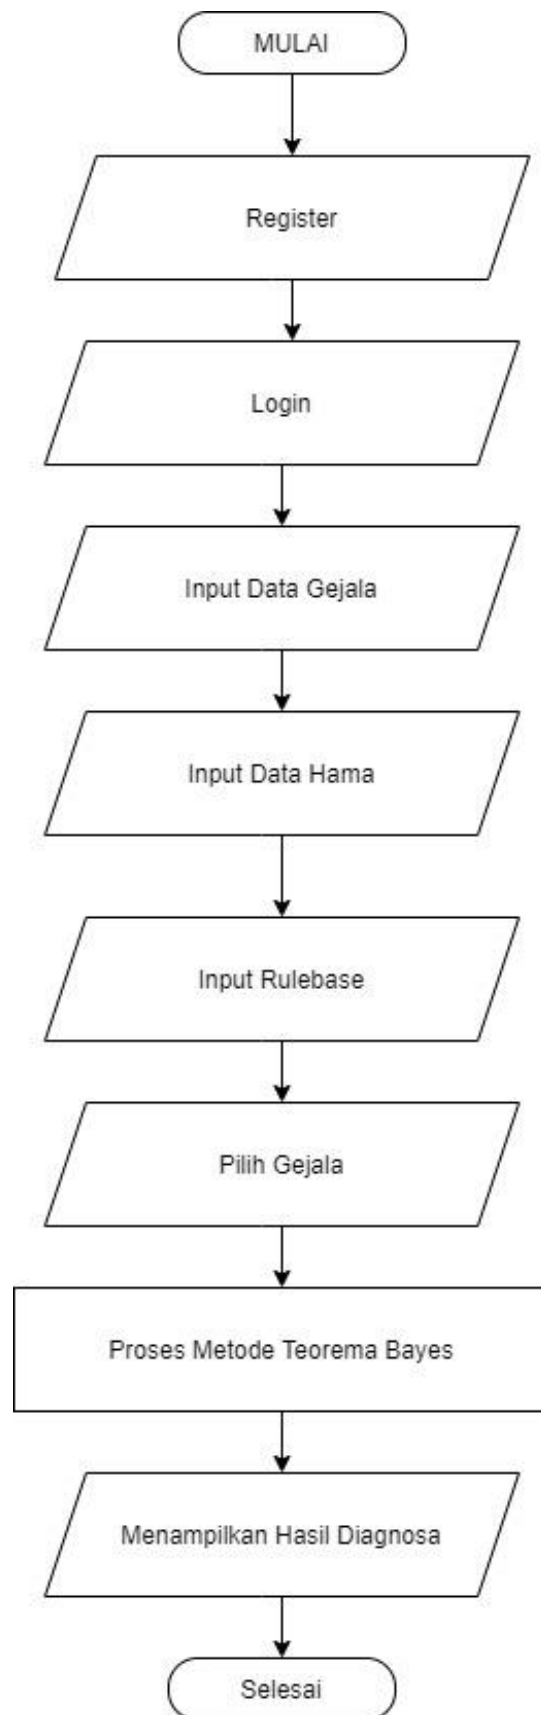 MULAI
Register
Login
Input Data Gejala
Input Data Hama
Input Rulebase
Pilih Gejala
Proses Metode Teorema Bayes
Menampilkan Hasil Diagnosa
Selesai